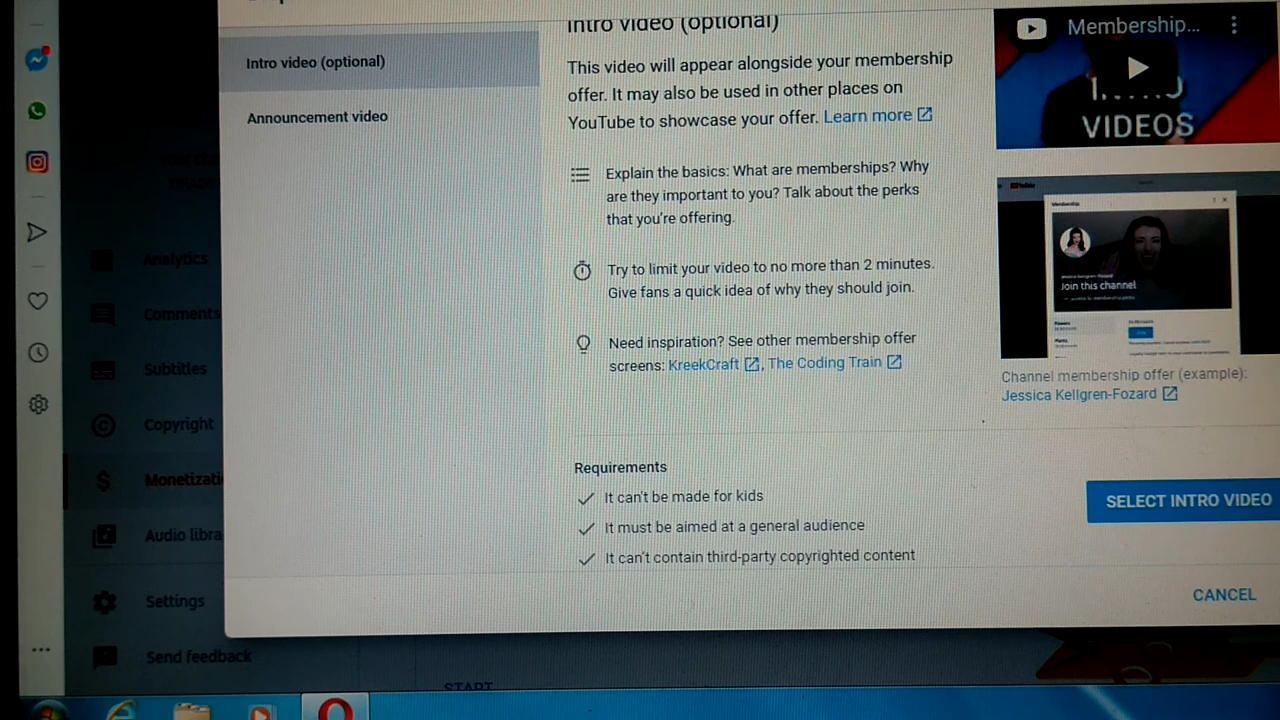 Intro video (optional)
Announcement video
Intro video (optional)
This video will appear alongside your membership
offer. It may also be used in other places on
YouTube to showcase your offer. Learn more
Explain the basics: What are memberships? Why
are they important to you? Talk about the perks
that you're offering.
Try to limit your video to no more than 2 minutes.
Give fans a quick idea of why they should join.
Need inspiration? See other membership offer
screens: KreekCraft, The Coding Train
Requirements
It can't be made for kids
It must be aimed at a general audience
It can't contain third-party copyrighted content
Membership...
VIDEOS
Membership
Join this channel
Channel membership offer (example):
Jessica Kellgren-Fozard
SELECT INTRO VIDEO
CANCEL
Analytics
Comments
Subtitles
Copyright
Monetizati
Audio libra
Settings
Send feedback
START